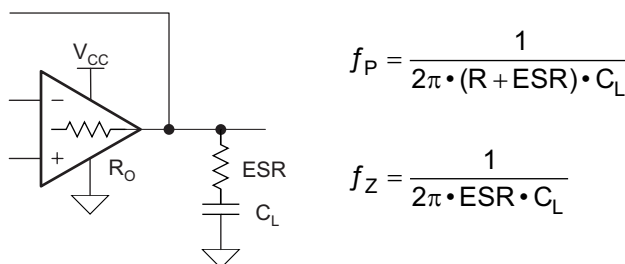 V_CC
−
+
R_O
ESR
C_L
f_P = 1 / (2π•(R+ESR)•C_L)
f_Z = 1 / (2π•ESR•C_L)